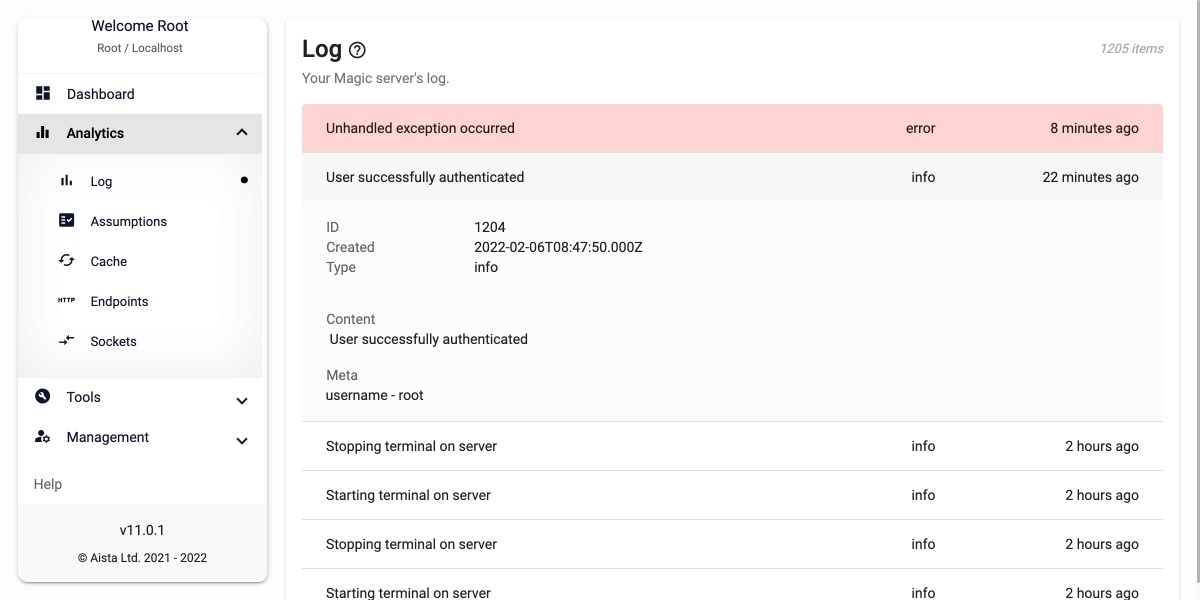 Welcome Root
Root / Localhost
Dashboard
Analytics
Log
Assumptions
Cache
HTTP Endpoints
Sockets
Tools
Management
Help
v11.0.1
© Aista Ltd. 2021 - 2022
Log ?
1205 items
Your Magic server's log.
Unhandled exception occurred error 8 minutes ago
User successfully authenticated info 22 minutes ago
ID 1204
Created 2022-02-06T08:47:50.000Z
Type info
Content
User successfully authenticated
Meta
username - root
Stopping terminal on server info 2 hours ago
Starting terminal on server info 2 hours ago
Stopping terminal on server info 2 hours ago
Starting terminal on server info 2 hours ago